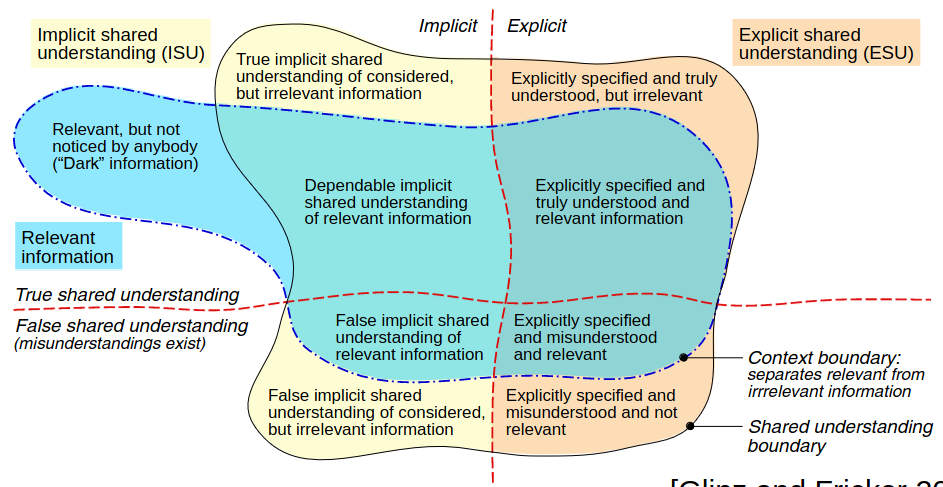 Implicit Explicit
Implicit shared
understanding (ISU)
Explicit shared
understanding (ESU)
True implicit shared
understanding of considered,
but irrelevant information
Explicitly specified and truly
understood, but irrelevant
Relevant, but not
noticed by anybody
(“Dark” information)
Dependable implicit
shared understanding
of relevant information
Explicitly specified and
truly understood and
relevant information
Relevant
information
True shared understanding
False shared understanding
(misunderstandings exist)
False implicit shared
understanding of
relevant information
Explicitly specified
and misunderstood
and relevant
Context boundary:
separates relevant from
irrrelevant information
False implicit shared
understanding of considered,
but irrelevant information
Explicitly specified and
misunderstood and not
relevant
Shared understanding
boundary
[Glinz and Fricker 20